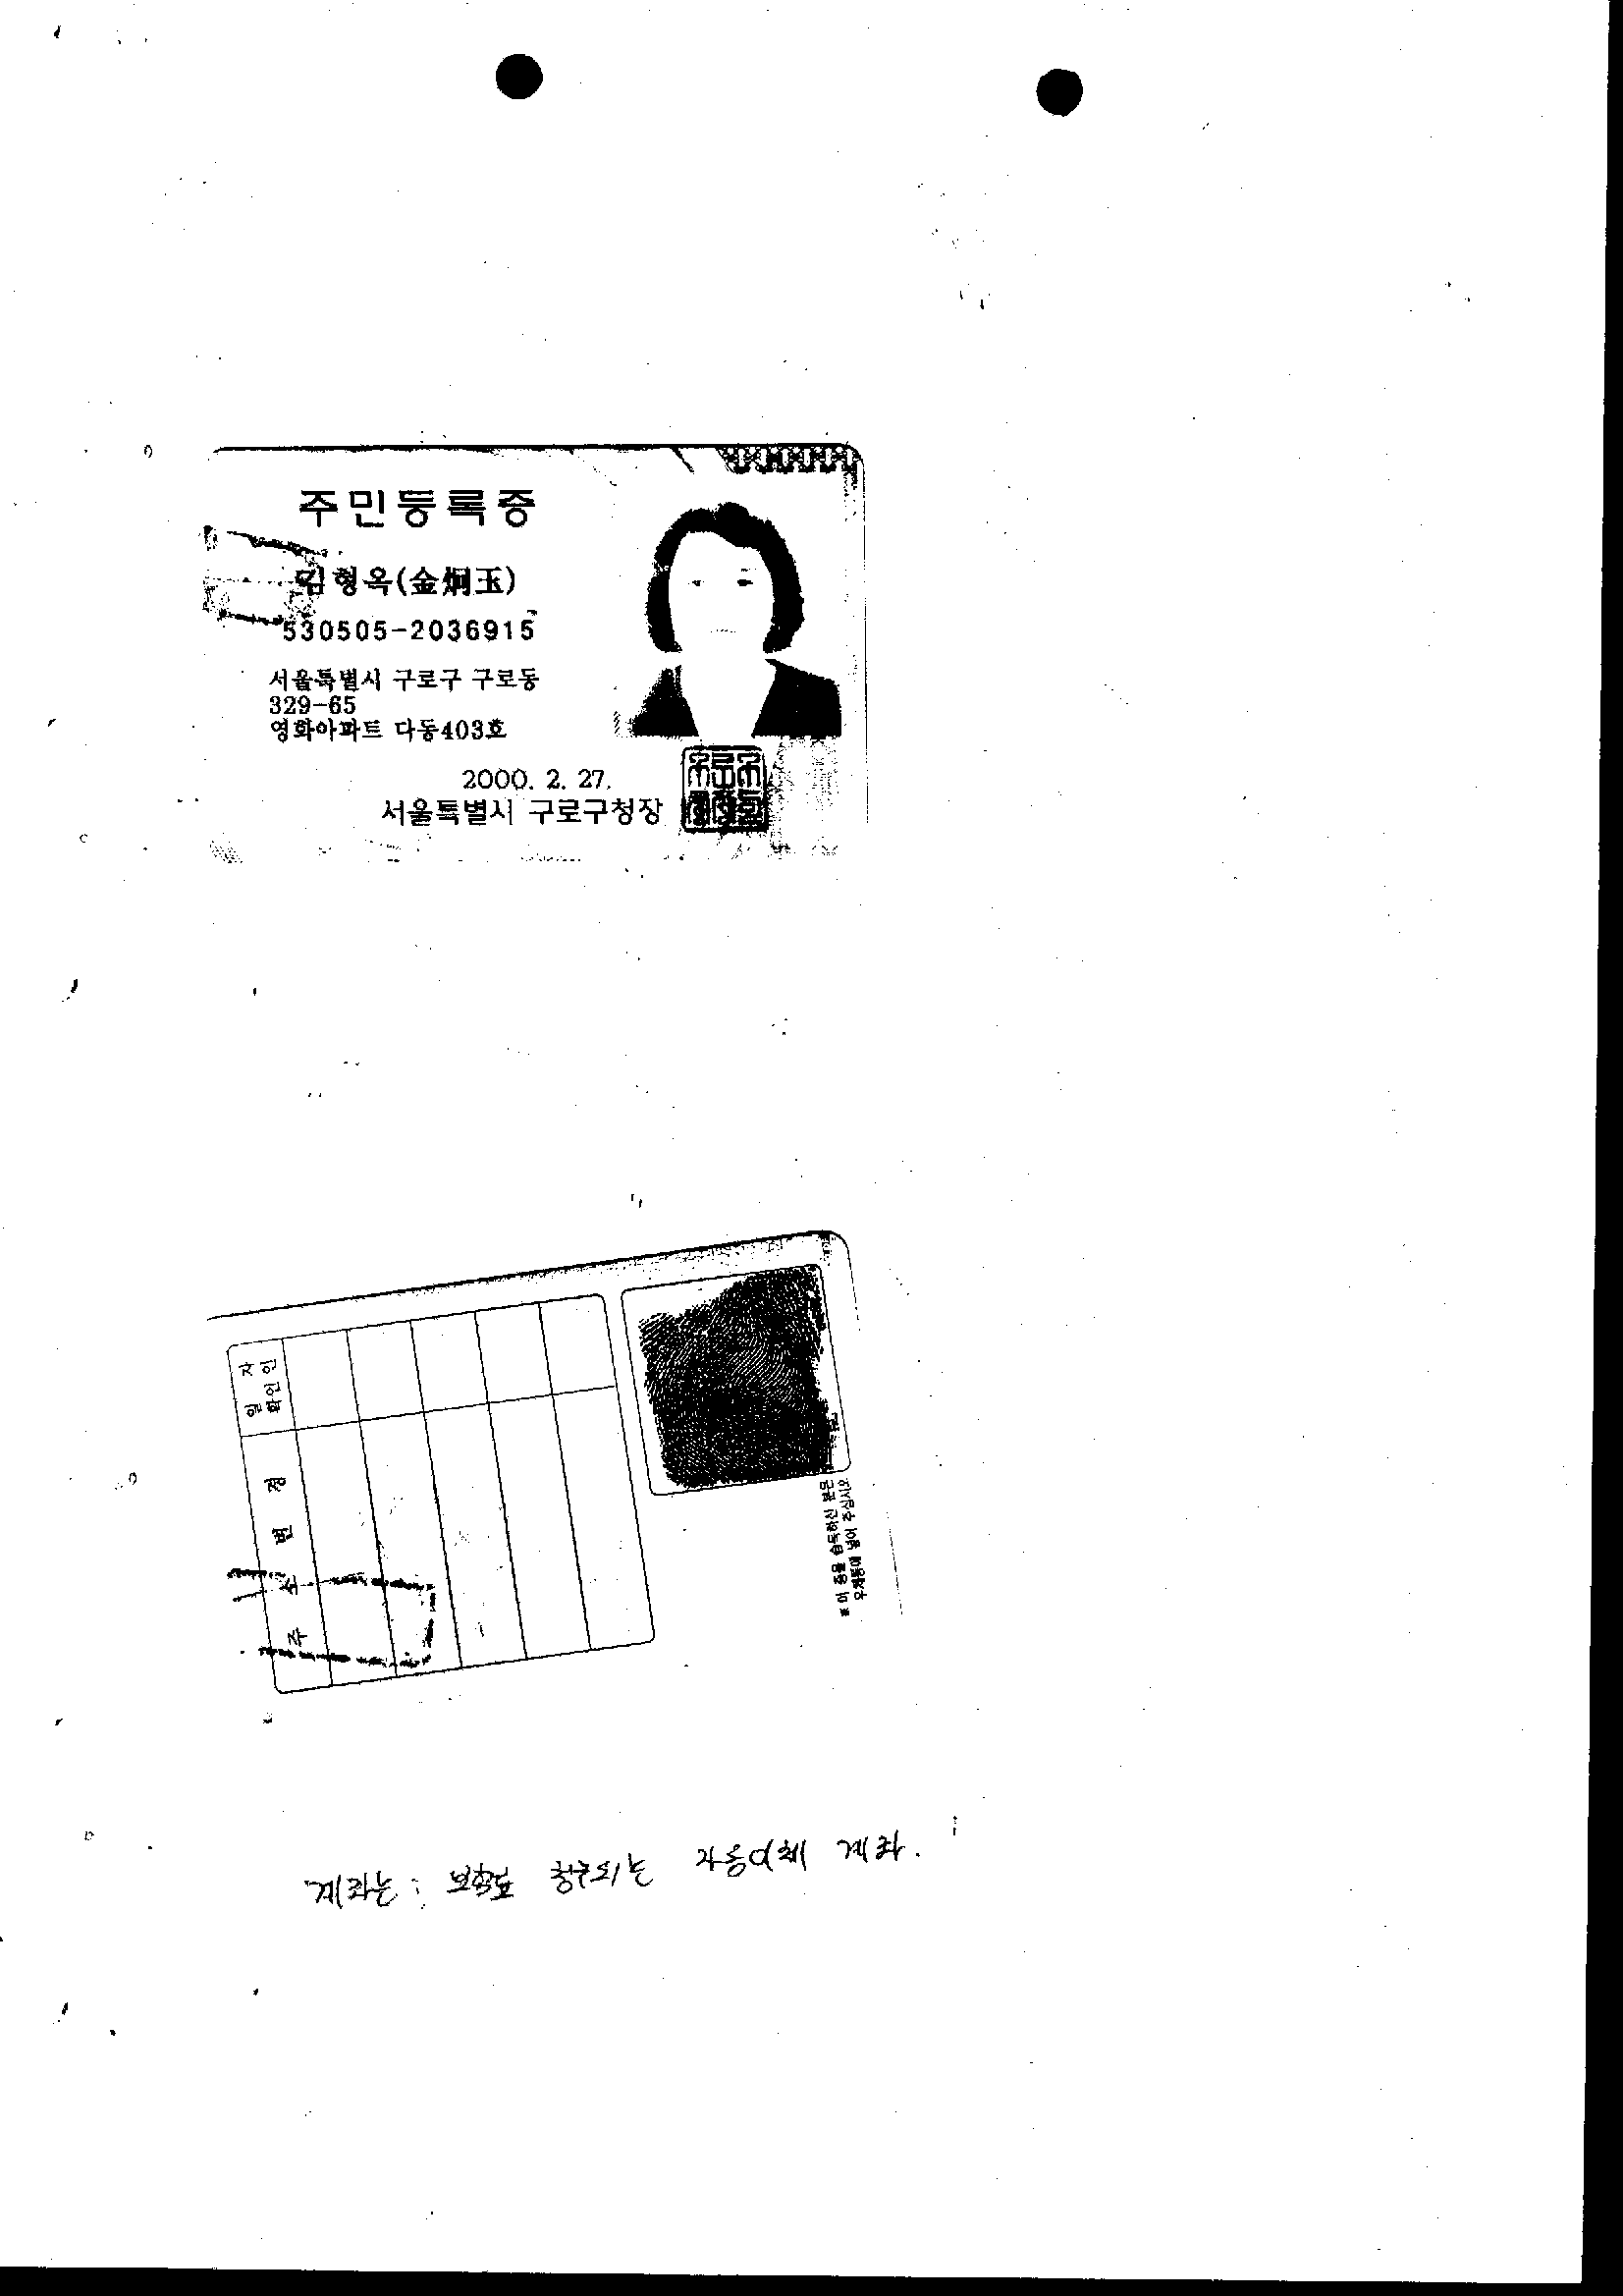 주민등록증
김형옥(金炯玉)
530505-2036915
서울특별시 구로구 구로동
329-65
영화아파트 다동403호
2000. 2. 27.
서울특별시 구로구청장
일 자
확인인
주 소 변 경
※ 이 증을 습득하신 분은
우체통에 넣어 주십시오
계좌는 : 보험료 청구되는 자동이체 계좌.